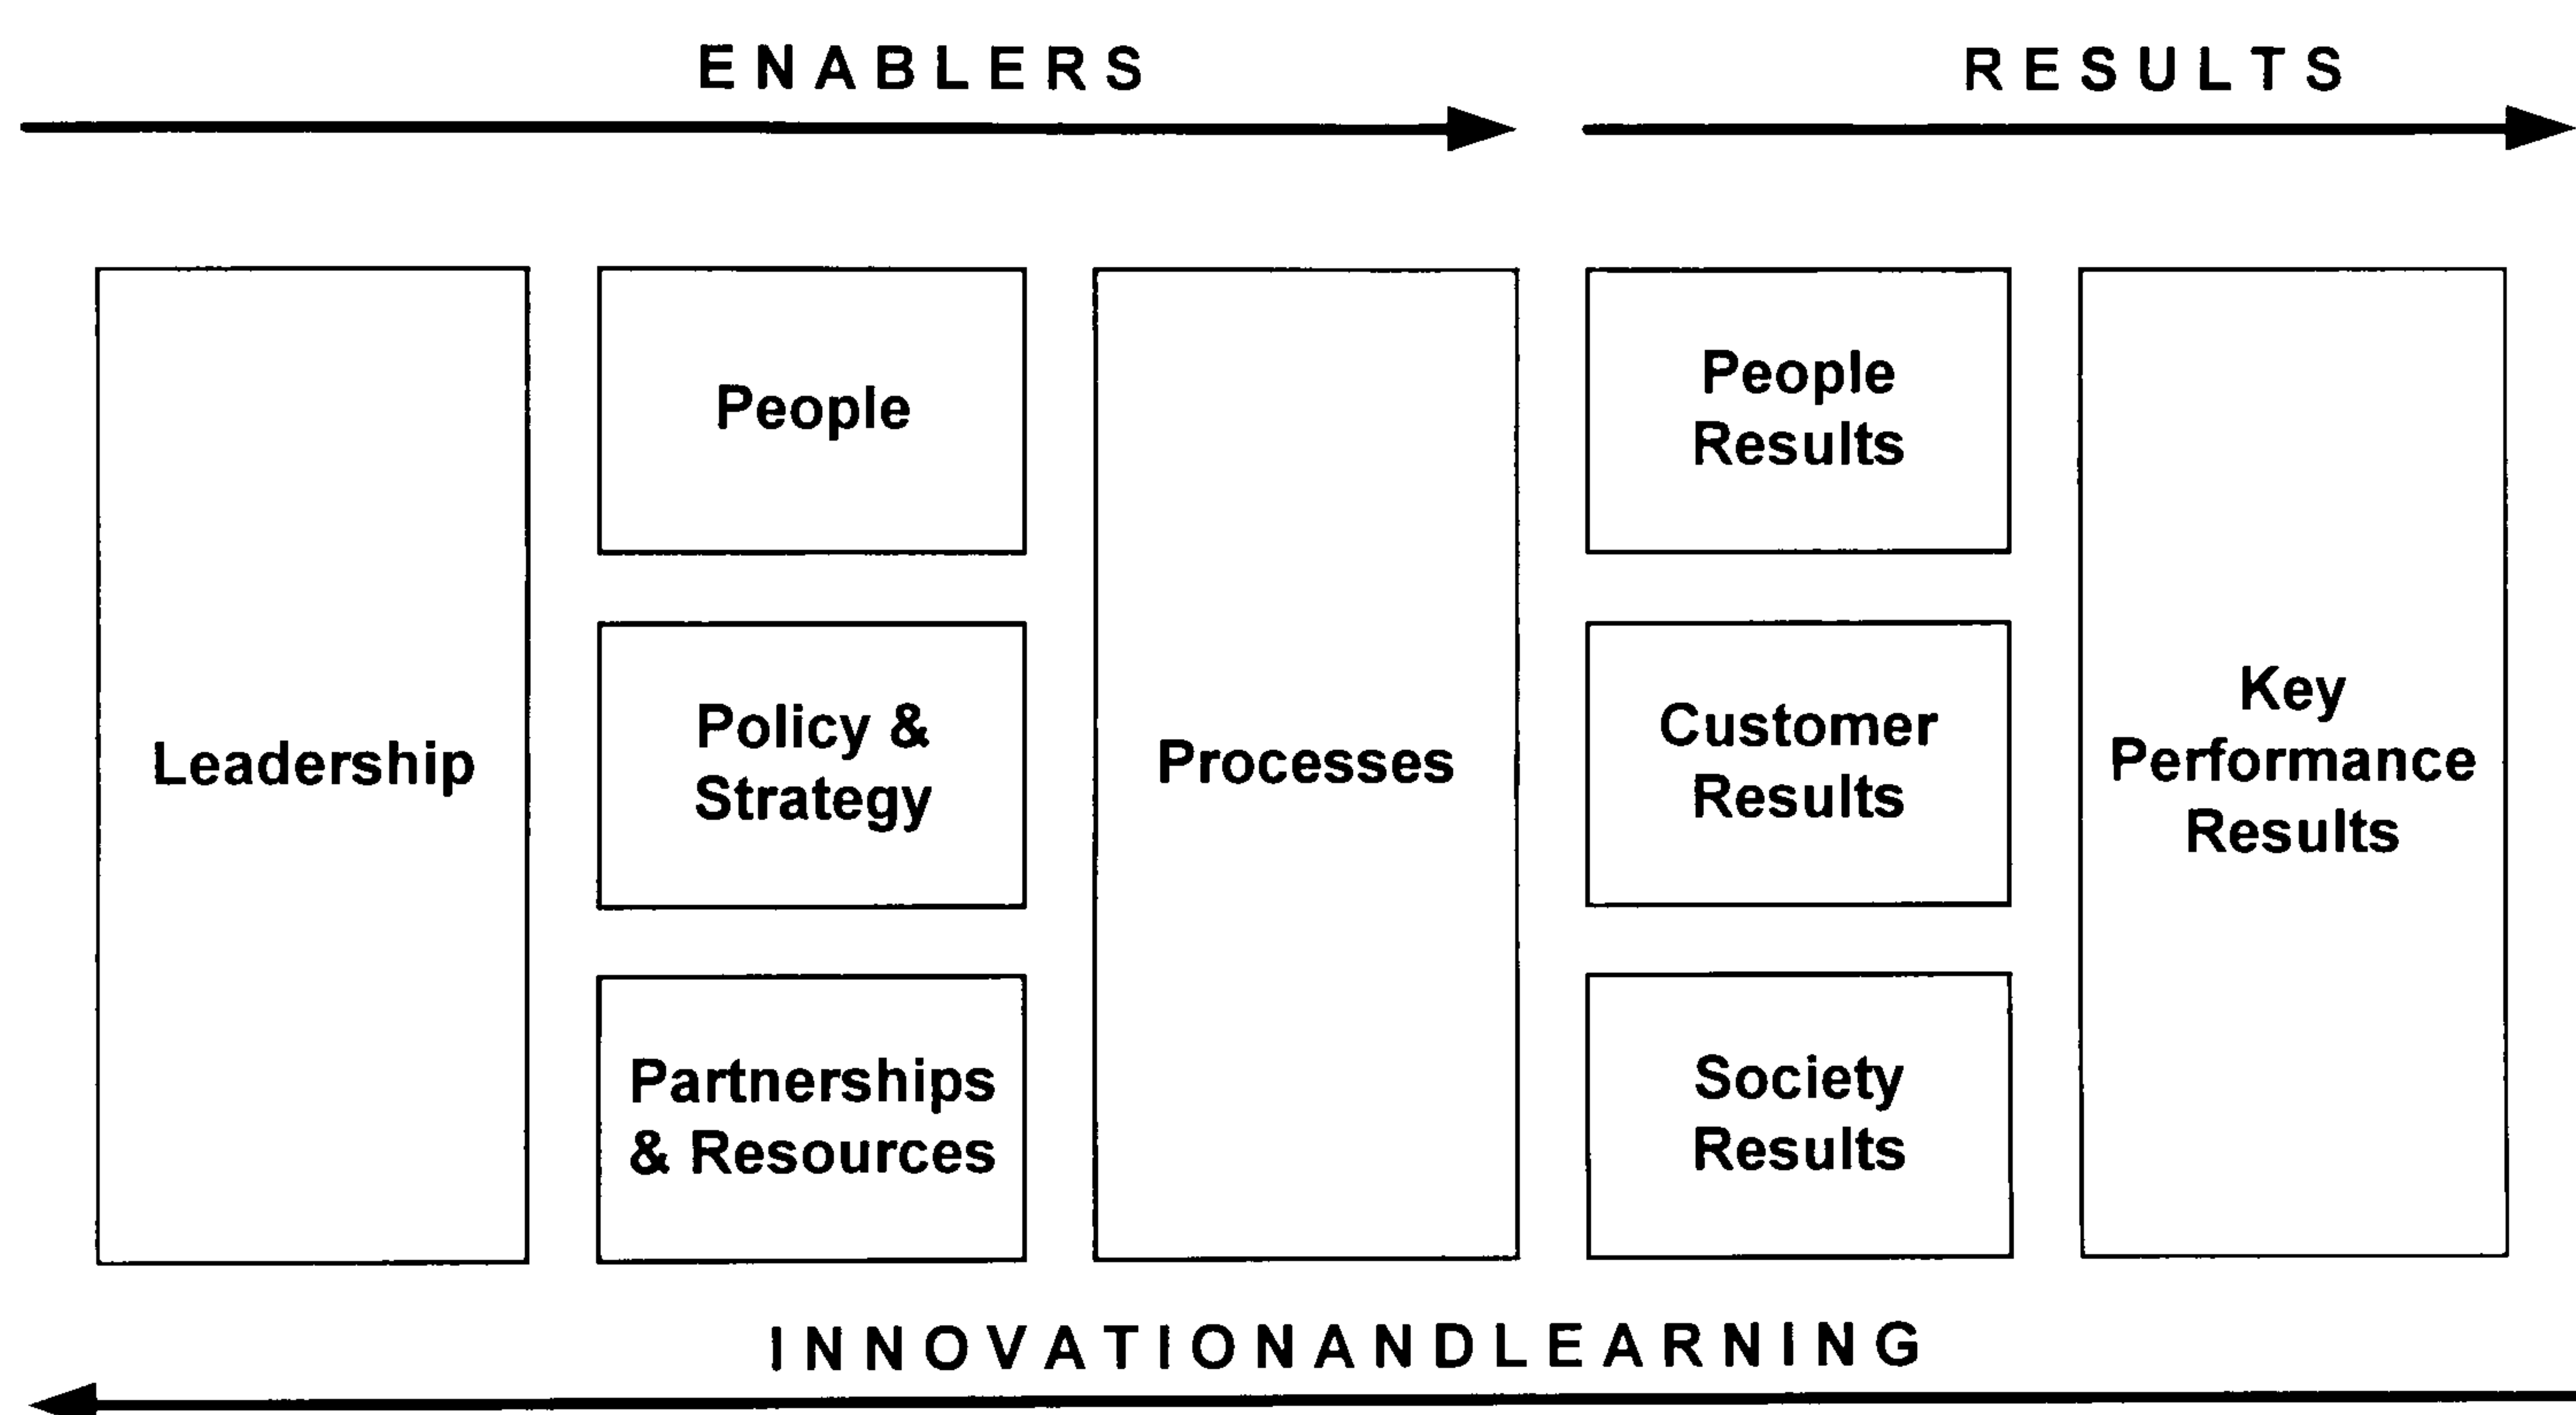 ENABLERS
RESULTS
Leadership
People
Policy &
Strategy
Partnerships
& Resources
Processes
People
Results
Customer
Results
Society
Results
Key
Performance
Results
INNOVATIONANDLEARNING